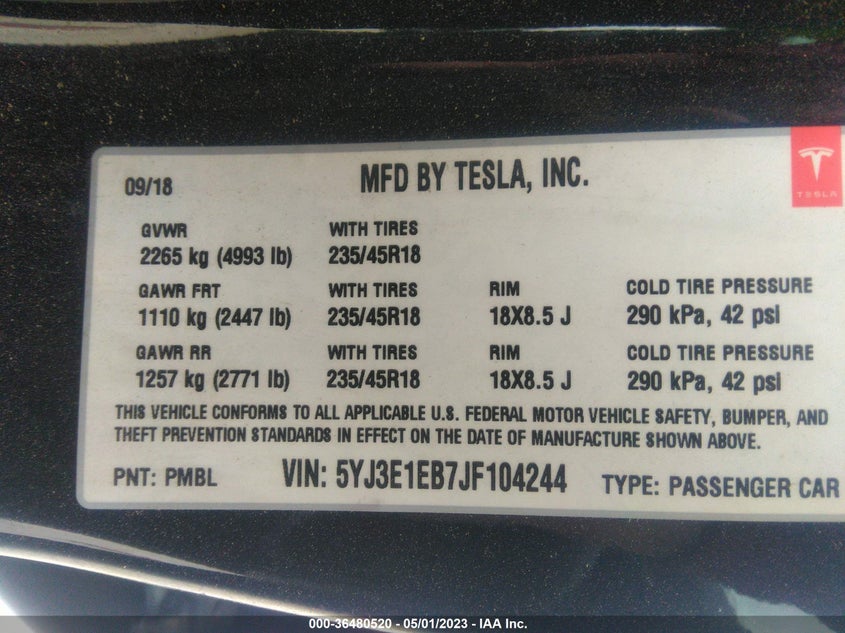 09/18 MFD BY TESLA, INC.
TESLA
GVWR WITH TIRES
2265 kg (4993 lb) 235/45R18
GAWR FRT WITH TIRES RIM COLD TIRE PRESSURE
1110 kg (2447 lb) 235/45R18 18X8.5 J 290 kPa, 42 psi
GAWR RR WITH TIRES RIM COLD TIRE PRESSURE
1257 kg (2771 lb) 235/45R18 18X8.5 J 290 kPa, 42 psi
THIS VEHICLE CONFORMS TO ALL APPLICABLE U.S. FEDERAL MOTOR VEHICLE SAFETY, BUMPER, AND
THEFT PREVENTION STANDARDS IN EFFECT ON THE DATE OF MANUFACTURE SHOWN ABOVE.
PNT: PMBL VIN: 5YJ3E1EB7JF104244 TYPE: PASSENGER CAR
000-36480520 - 05/01/2023 - IAA Inc.